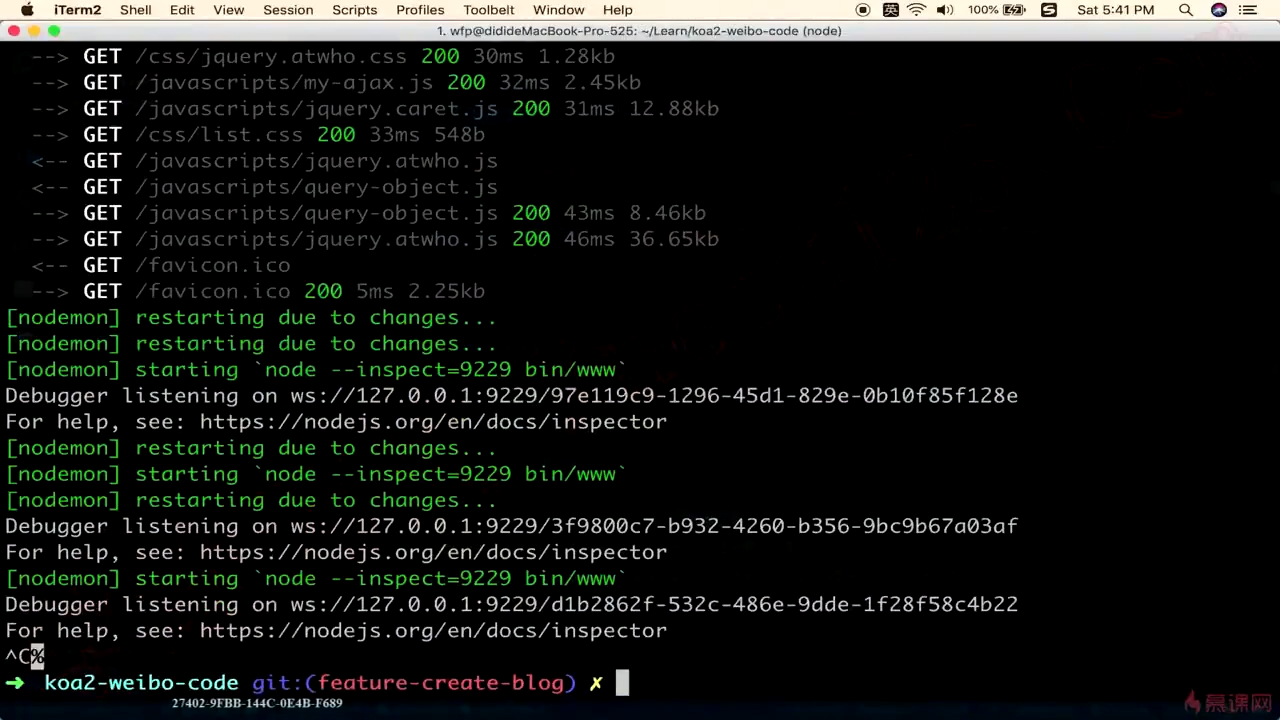 iTerm2 Shell Edit View Session Scripts Profiles Toolbelt Window Help 英 100% S Sat 5:41 PM
1. wfp@didideMacBook-Pro-525: ~/Learn/koa2-weibo-code (node)
--> GET /css/jquery.atwho.css 200 30ms 1.28kb
--> GET /javascripts/my-ajax.js 200 32ms 2.45kb
--> GET /javascripts/jquery.caret.js 200 31ms 12.88kb
--> GET /css/list.css 200 33ms 548b
<-- GET /javascripts/jquery.atwho.js
<-- GET /javascripts/query-object.js
--> GET /javascripts/query-object.js 200 43ms 8.46kb
--> GET /javascripts/jquery.atwho.js 200 46ms 36.65kb
<-- GET /favicon.ico
--> GET /favicon.ico 200 5ms 2.25kb
[nodemon] restarting due to changes...
[nodemon] restarting due to changes...
[nodemon] starting `node --inspect=9229 bin/www`
Debugger listening on ws://127.0.0.1:9229/97e119c9-1296-45d1-829e-0b10f85f128e
For help, see: https://nodejs.org/en/docs/inspector
[nodemon] restarting due to changes...
[nodemon] starting `node --inspect=9229 bin/www`
[nodemon] restarting due to changes...
Debugger listening on ws://127.0.0.1:9229/3f9800c7-b932-4260-b356-9bc9b67a03af
For help, see: https://nodejs.org/en/docs/inspector
[nodemon] starting `node --inspect=9229 bin/www`
Debugger listening on ws://127.0.0.1:9229/d1b2862f-532c-486e-9dde-1f28f58c4b22
For help, see: https://nodejs.org/en/docs/inspector
^C%
➜ koa2-weibo-code git:(feature-create-blog) ✗
27402-9FBB-144C-0E4B-F689
慕课网